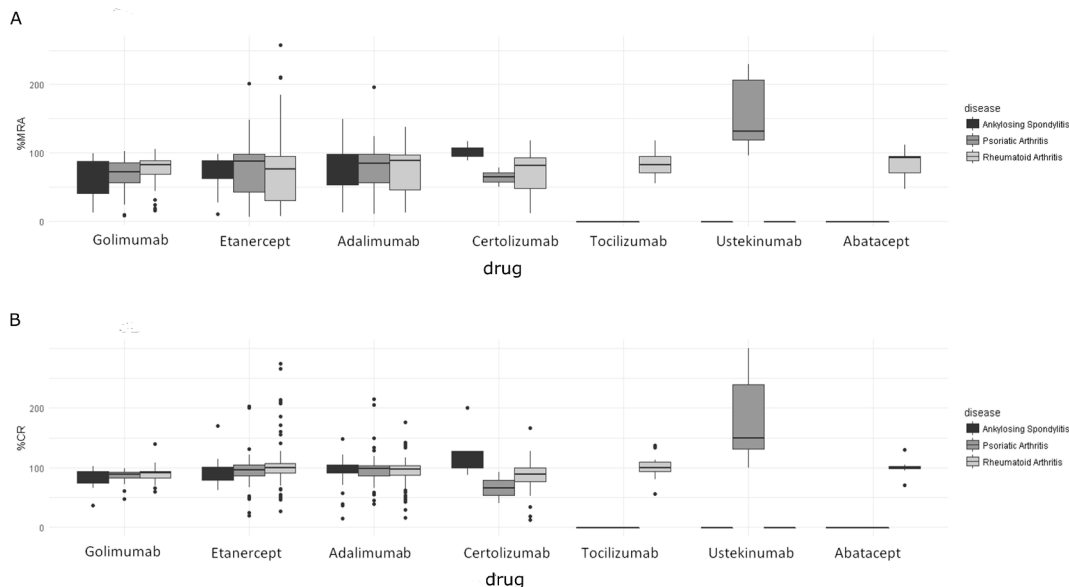 A
%MRA
200
100
0
Golimumab Etanercept Adalimumab Certolizumab Tocilizumab Ustekinumab Abatacept
drug
disease
Ankylosing Spondylitis
Psoriatic Arthritis
Rheumatoid Arthritis
B
%CR
200
100
0
Golimumab Etanercept Adalimumab Certolizumab Tocilizumab Ustekinumab Abatacept
drug
disease
Ankylosing Spondylitis
Psoriatic Arthritis
Rheumatoid Arthritis